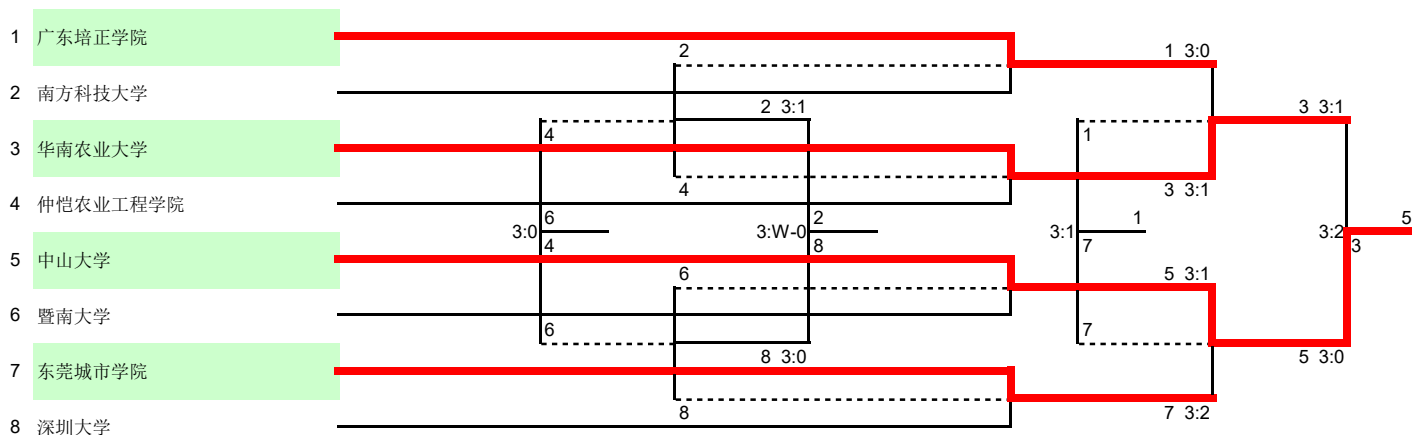 1 广东培正学院
2 1 3:0
2 南方科技大学
2 3:1 3 3:1
4 1
3 华南农业大学
4 3 3:1
4 仲恺农业工程学院
6 2 1 5
3:0 3:W-0 3:1 3:2
4 8 7 3
5 中山大学
6 5 3:1
6 暨南大学
6 7
8 3:0 5 3:0
7 东莞城市学院
8 7 3:2
8 深圳大学